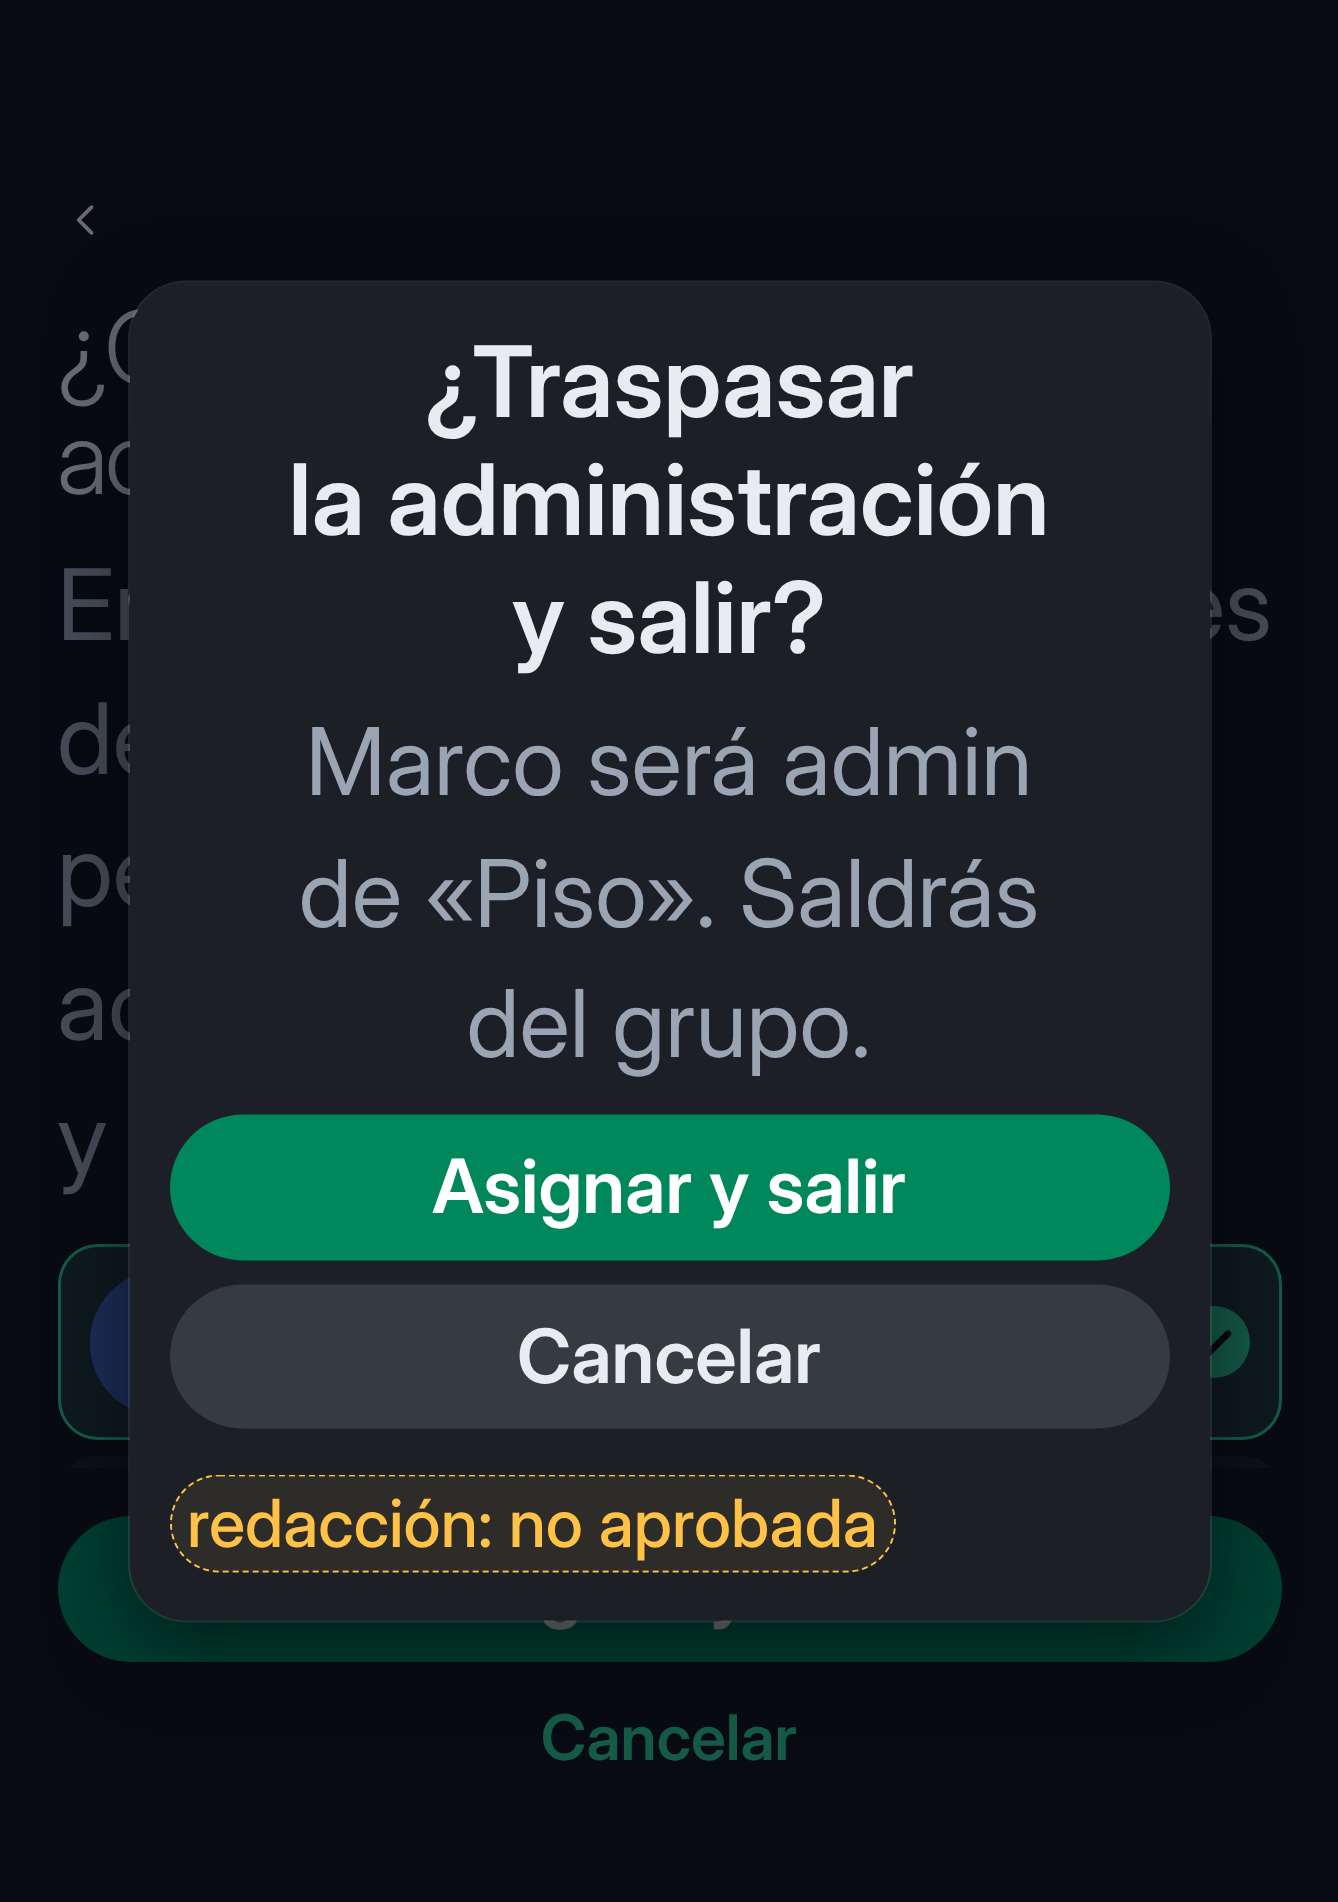 ¿Traspasar
la administración
y salir?
Marco será admin
de «Piso». Saldrás
del grupo.
Asignar y salir
Cancelar
redacción: no aprobada
Cancelar